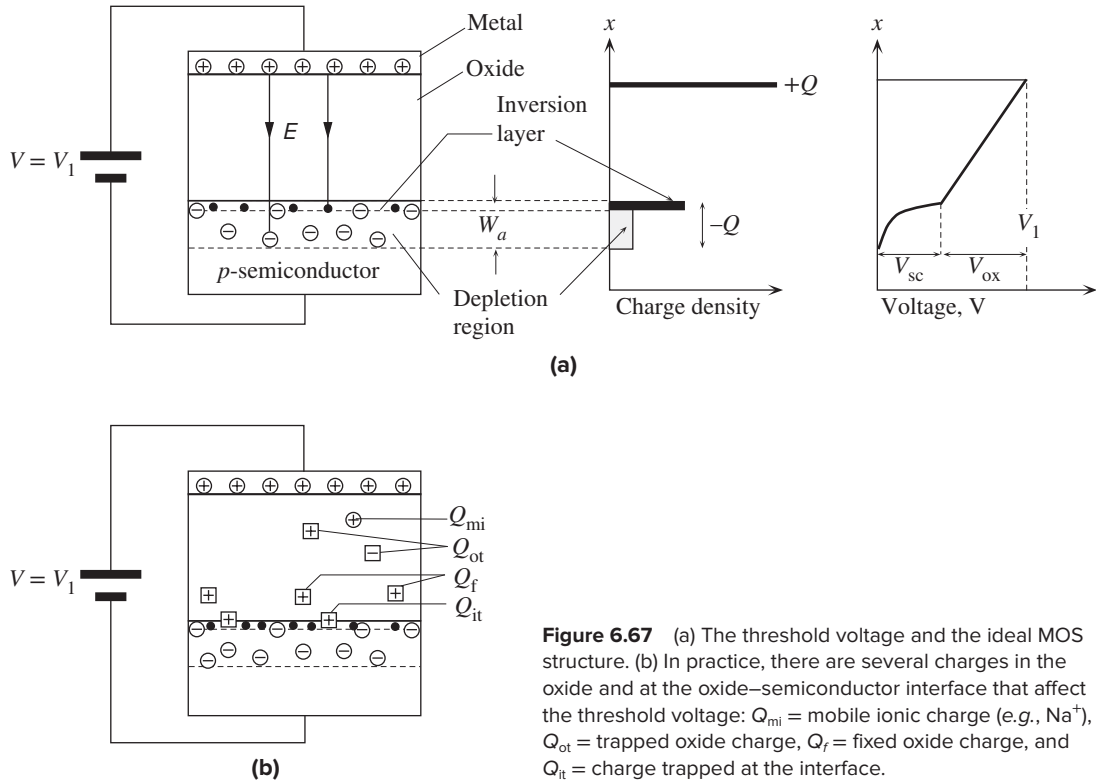 x
x
Metal
Oxide
Inversion
layer
+Q
E
V = V1
Wa
–Q
V1
Vsc
Vox
p-semiconductor
Depletion
region
Charge density
Voltage, V
(a)
Qmi
Qot
V = V1
Qf
Qit
(b)
Figure 6.67 (a) The threshold voltage and the ideal MOS
structure. (b) In practice, there are several charges in the
oxide and at the oxide–semiconductor interface that affect
the threshold voltage: Qmi = mobile ionic charge (e.g., Na+),
Qot = trapped oxide charge, Qf = fixed oxide charge, and
Qit = charge trapped at the interface.